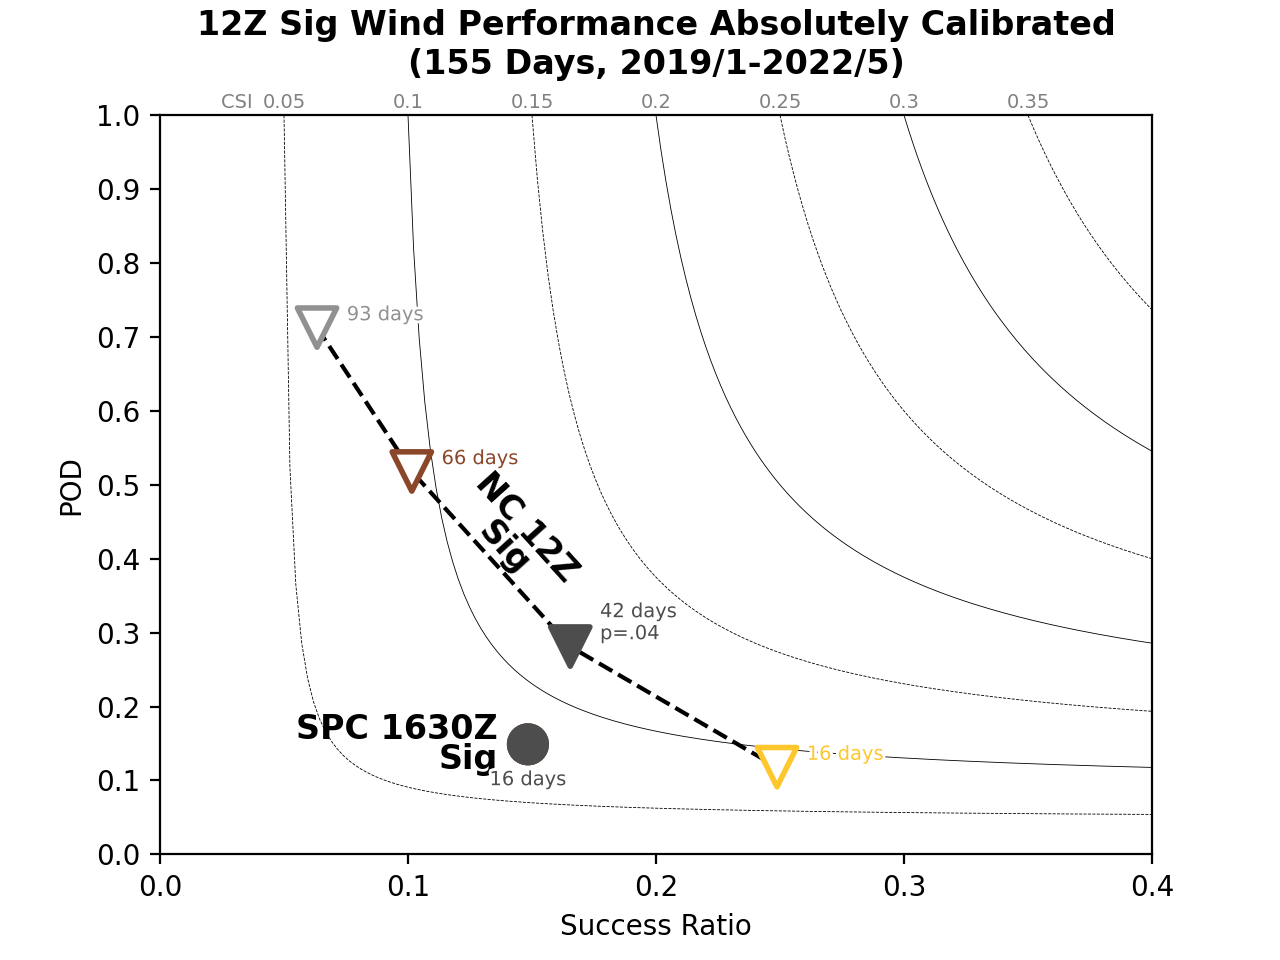 12Z Sig Wind Performance Absolutely Calibrated
(155 Days, 2019/1-2022/5)
CSI 0.05 0.1 0.15 0.2 0.25 0.3 0.35
1.0
0.9
0.8
0.7
0.6
0.5
0.4
0.3
0.2
0.1
0.0
POD
93 days
66 days
NC 12Z
Sig
42 days
p=.04
SPC 1630Z
Sig
16 days
16 days
0.0 0.1 0.2 0.3 0.4
Success Ratio